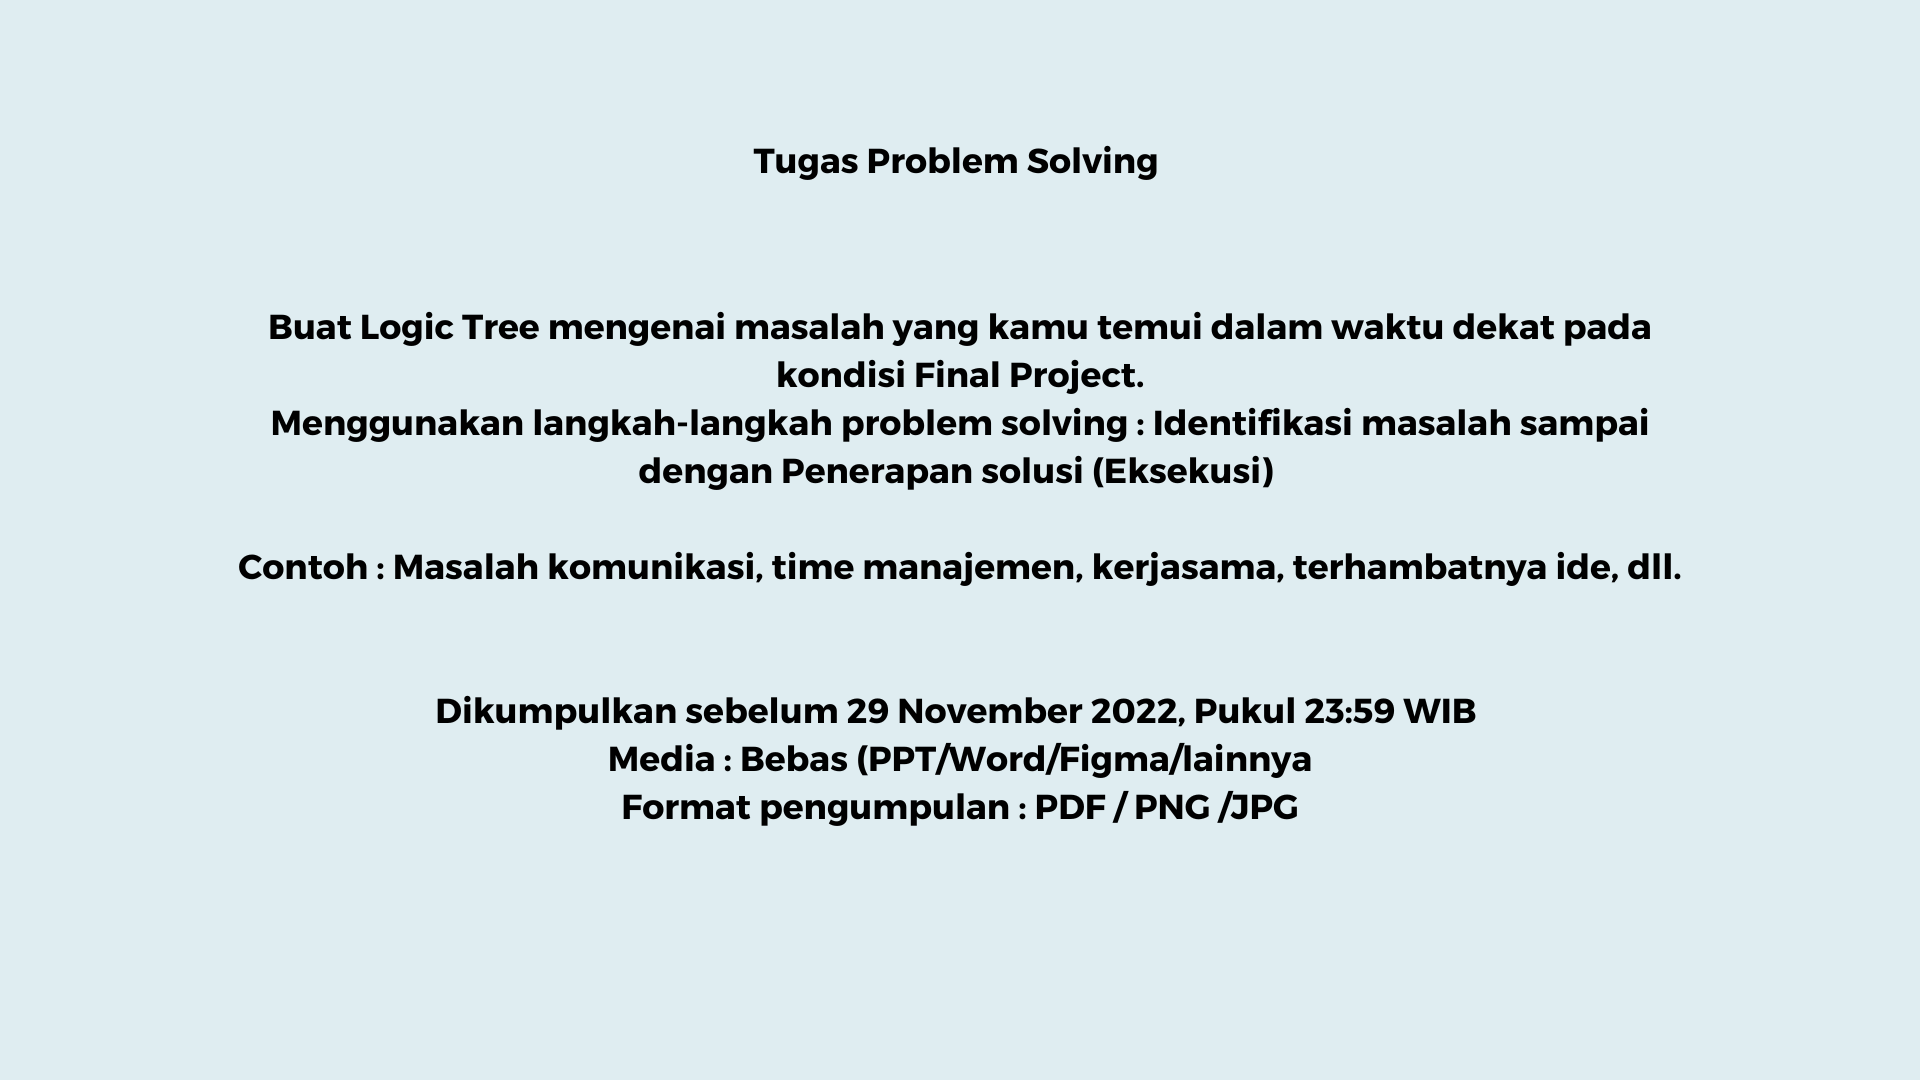 Tugas Problem Solving
Buat Logic Tree mengenai masalah yang kamu temui dalam waktu dekat pada
kondisi Final Project.
Menggunakan langkah-langkah problem solving : Identifikasi masalah sampai
dengan Penerapan solusi (Eksekusi)
Contoh : Masalah komunikasi, time manajemen, kerjasama, terhambatnya ide, dll.
Dikumpulkan sebelum 29 November 2022, Pukul 23:59 WIB
Media : Bebas (PPT/Word/Figma/lainnya
Format pengumpulan : PDF / PNG /JPG